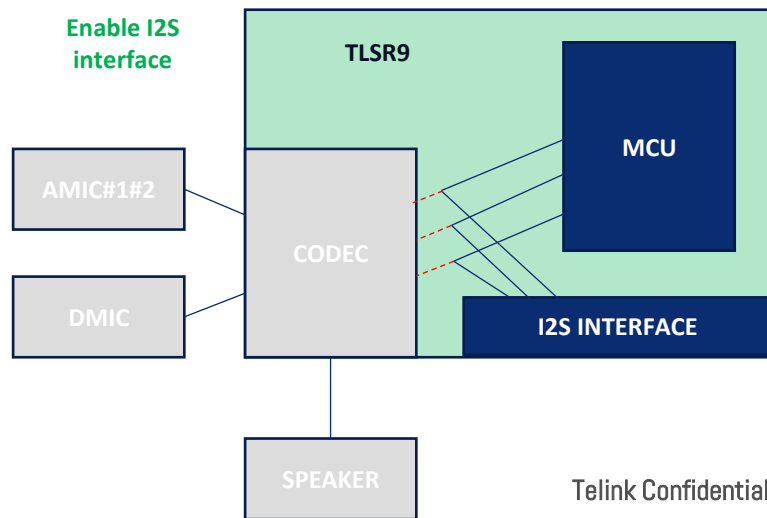 Enable I2S
interface
TLSR9
MCU
AMIC#1#2
CODEC
DMIC
I2S INTERFACE
SPEAKER
Telink Confidential